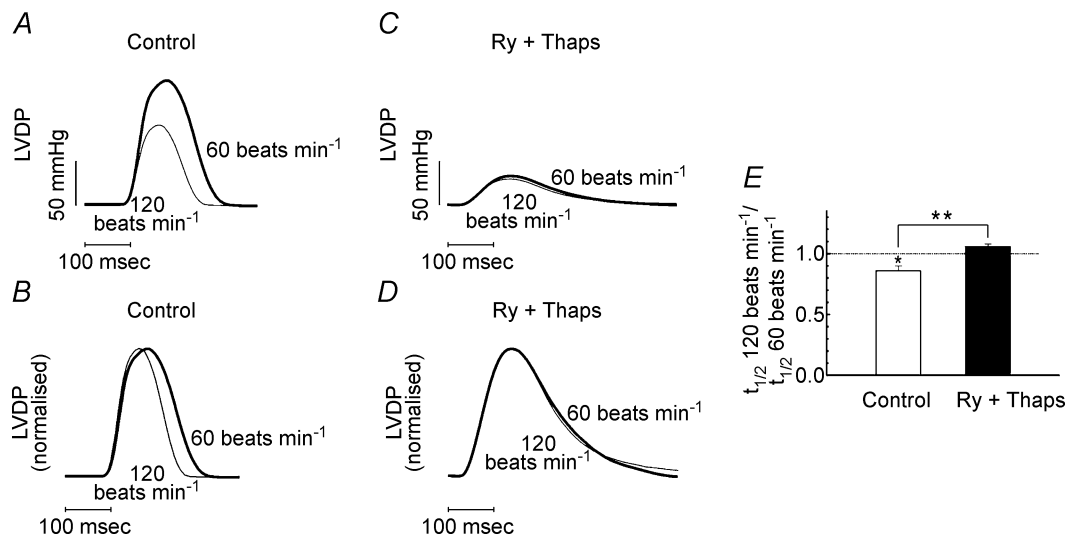 A
Control
LVDP
50 mmHg
60 beats min-1
120
beats min-1
100 msec
B
Control
LVDP
(normalised)
60 beats min-1
120
beats min-1
100 msec
C
Ry + Thaps
LVDP
50 mmHg
60 beats min-1
120
beats min-1
100 msec
D
Ry + Thaps
LVDP
(normalised)
60 beats min-1
120
beats min-1
100 msec
E
t1/2 120 beats min-1/
t1/2 60 beats min-1
**
1.0
*
0.5
0.0
Control Ry + Thaps